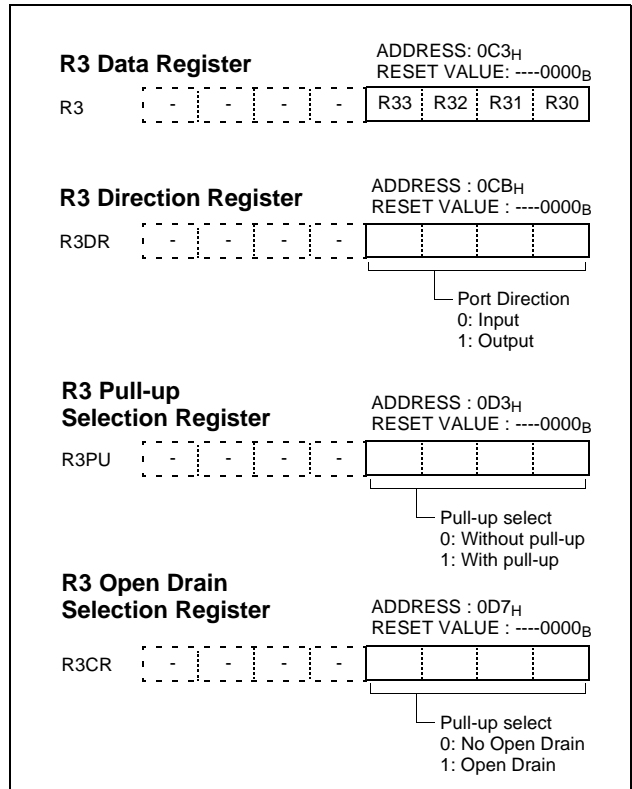 R3 Data Register
ADDRESS: 0C3H
RESET VALUE: ----0000B
R3 - - - - R33 R32 R31 R30
R3 Direction Register
ADDRESS : 0CBH
RESET VALUE : ----0000B
R3DR - - - -
Port Direction
0: Input
1: Output
R3 Pull-up
Selection Register
ADDRESS : 0D3H
RESET VALUE : ----0000B
R3PU - - - -
Pull-up select
0: Without pull-up
1: With pull-up
R3 Open Drain
Selection Register
ADDRESS : 0D7H
RESET VALUE : ----0000B
R3CR - - - -
Pull-up select
0: No Open Drain
1: Open Drain